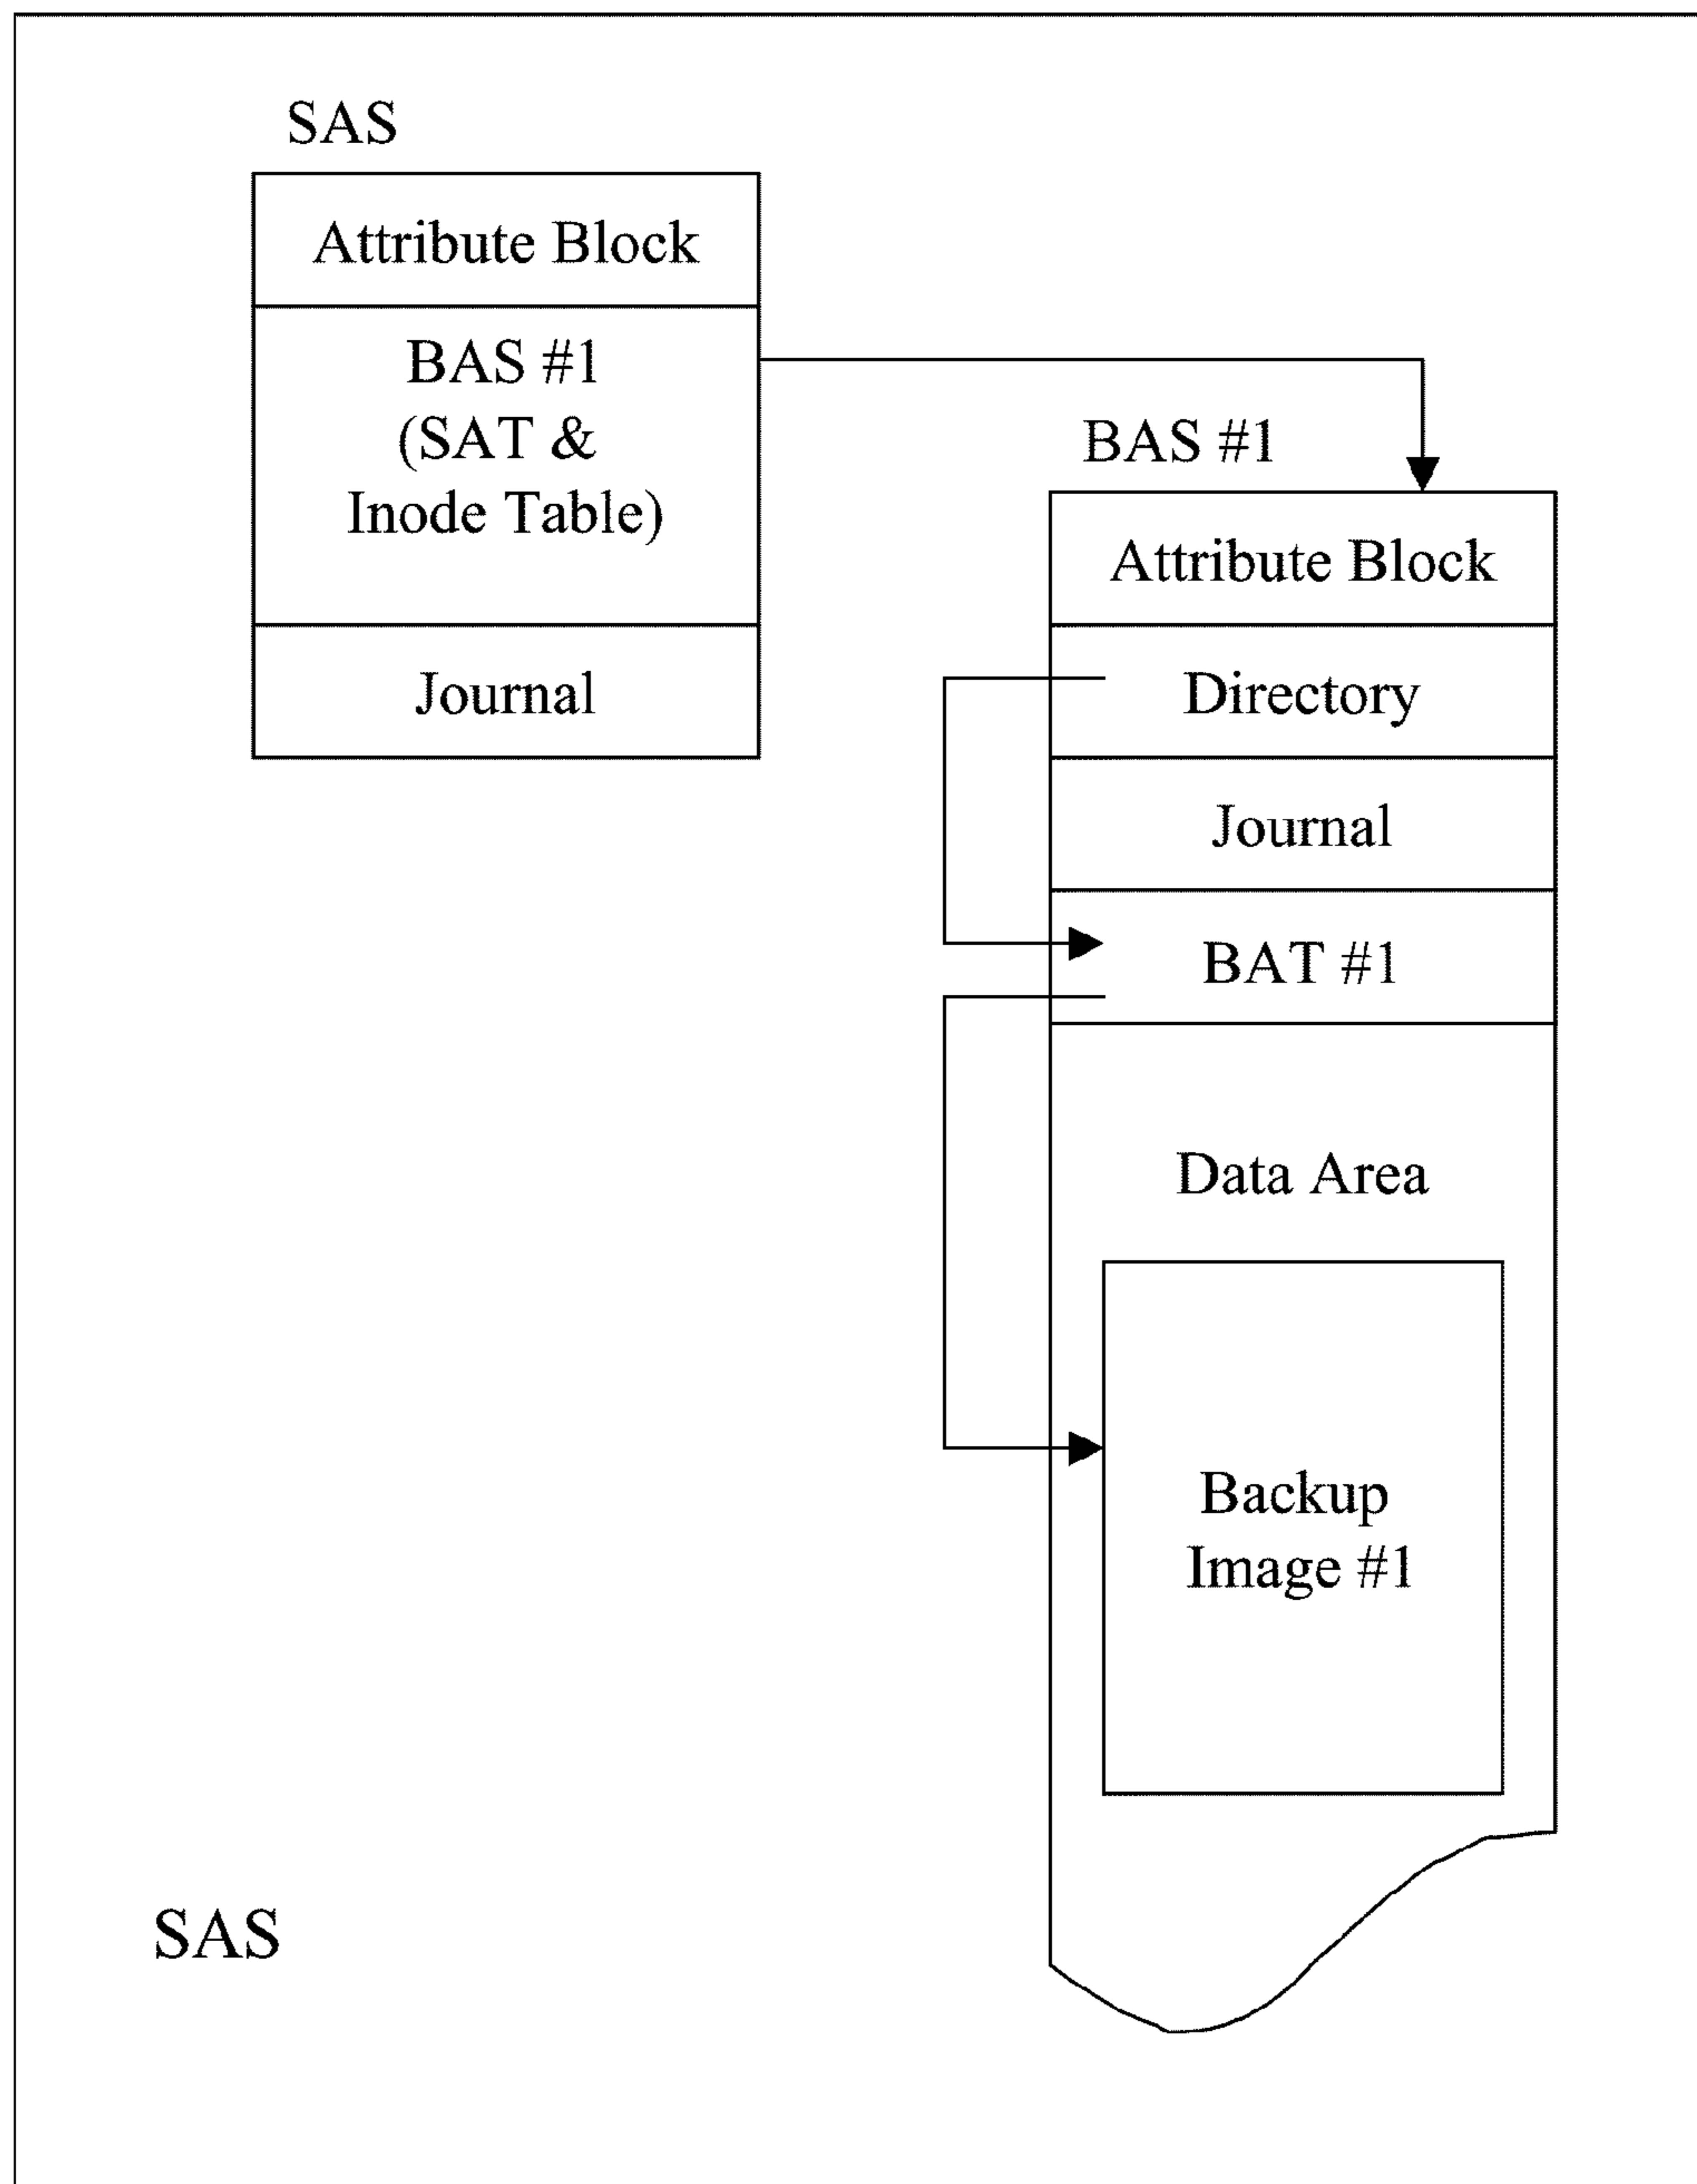 SAS
Attribute Block
BAS #1
(SAT &
Inode Table)
Journal
BAS #1
Attribute Block
Directory
Journal
BAT #1
Data Area
Backup
Image #1
SAS